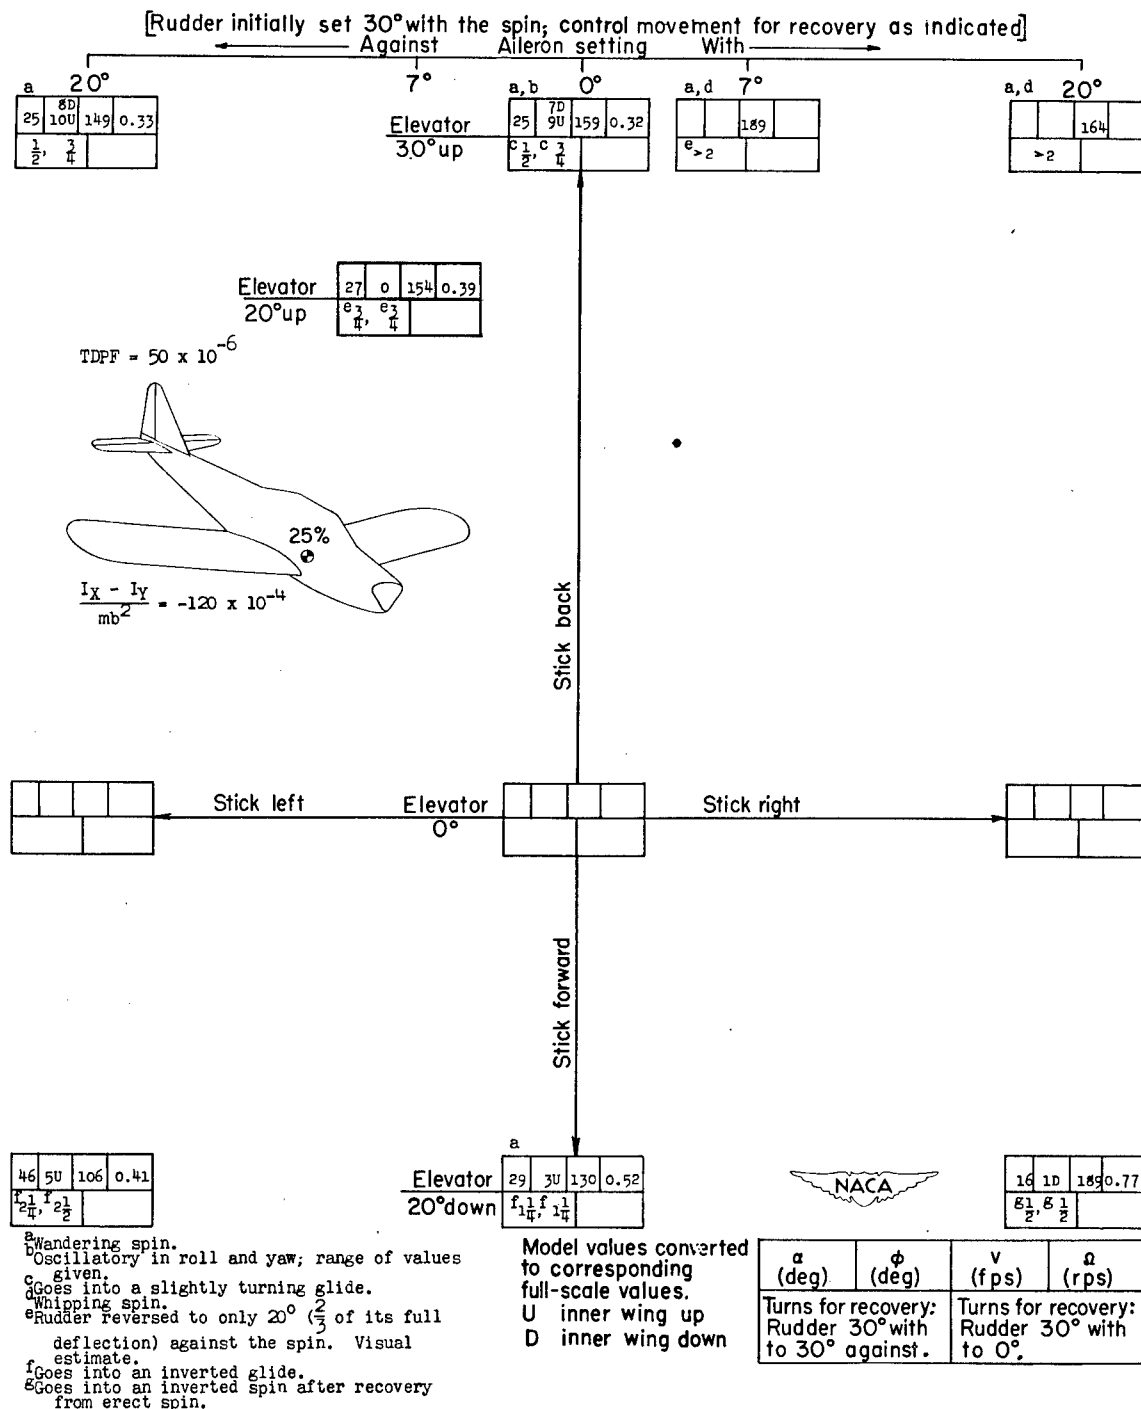 [Rudder initially set 30° with the spin; control movement for recovery as indicated]
Against Aileron setting With
20° 7° 0° 7° 20°
a
25 8D 10U 149 0.33
1/2, 3/4
Elevator
30° up
a,b
25 7D 9U 159 0.32
c 1/2, c 3/4
a,d
189
e >2
a,d
164
>2
Elevator
20° up
27 0 154 0.39
e 3/4, e 3/4
TDPF = 50 x 10^-6
25%
I_X - I_Y / mb^2 = -120 x 10^-4
Stick back
Stick left
Elevator
0°
Stick right
Stick forward
46 5U 106 0.41
f 2 1/4, f 2 1/2
Elevator
20° down
a
29 3U 130 0.52
f 1 1/4, f 1 1/4
NACA
16 1D 189 0.77
g 1/2, g 1/2
a Wandering spin.
b Oscillatory in roll and yaw; range of values
given.
c Goes into a slightly turning glide.
d Whipping spin.
e Rudder reversed to only 20° (2/3 of its full
deflection) against the spin. Visual
estimate.
f Goes into an inverted glide.
g Goes into an inverted spin after recovery
from erect spin.
Model values converted
to corresponding
full-scale values.
U inner wing up
D inner wing down
α (deg) φ (deg) V (fps) Ω (rps)
Turns for recovery:
Rudder 30° with
to 30° against.
Turns for recovery:
Rudder 30° with
to 0°.